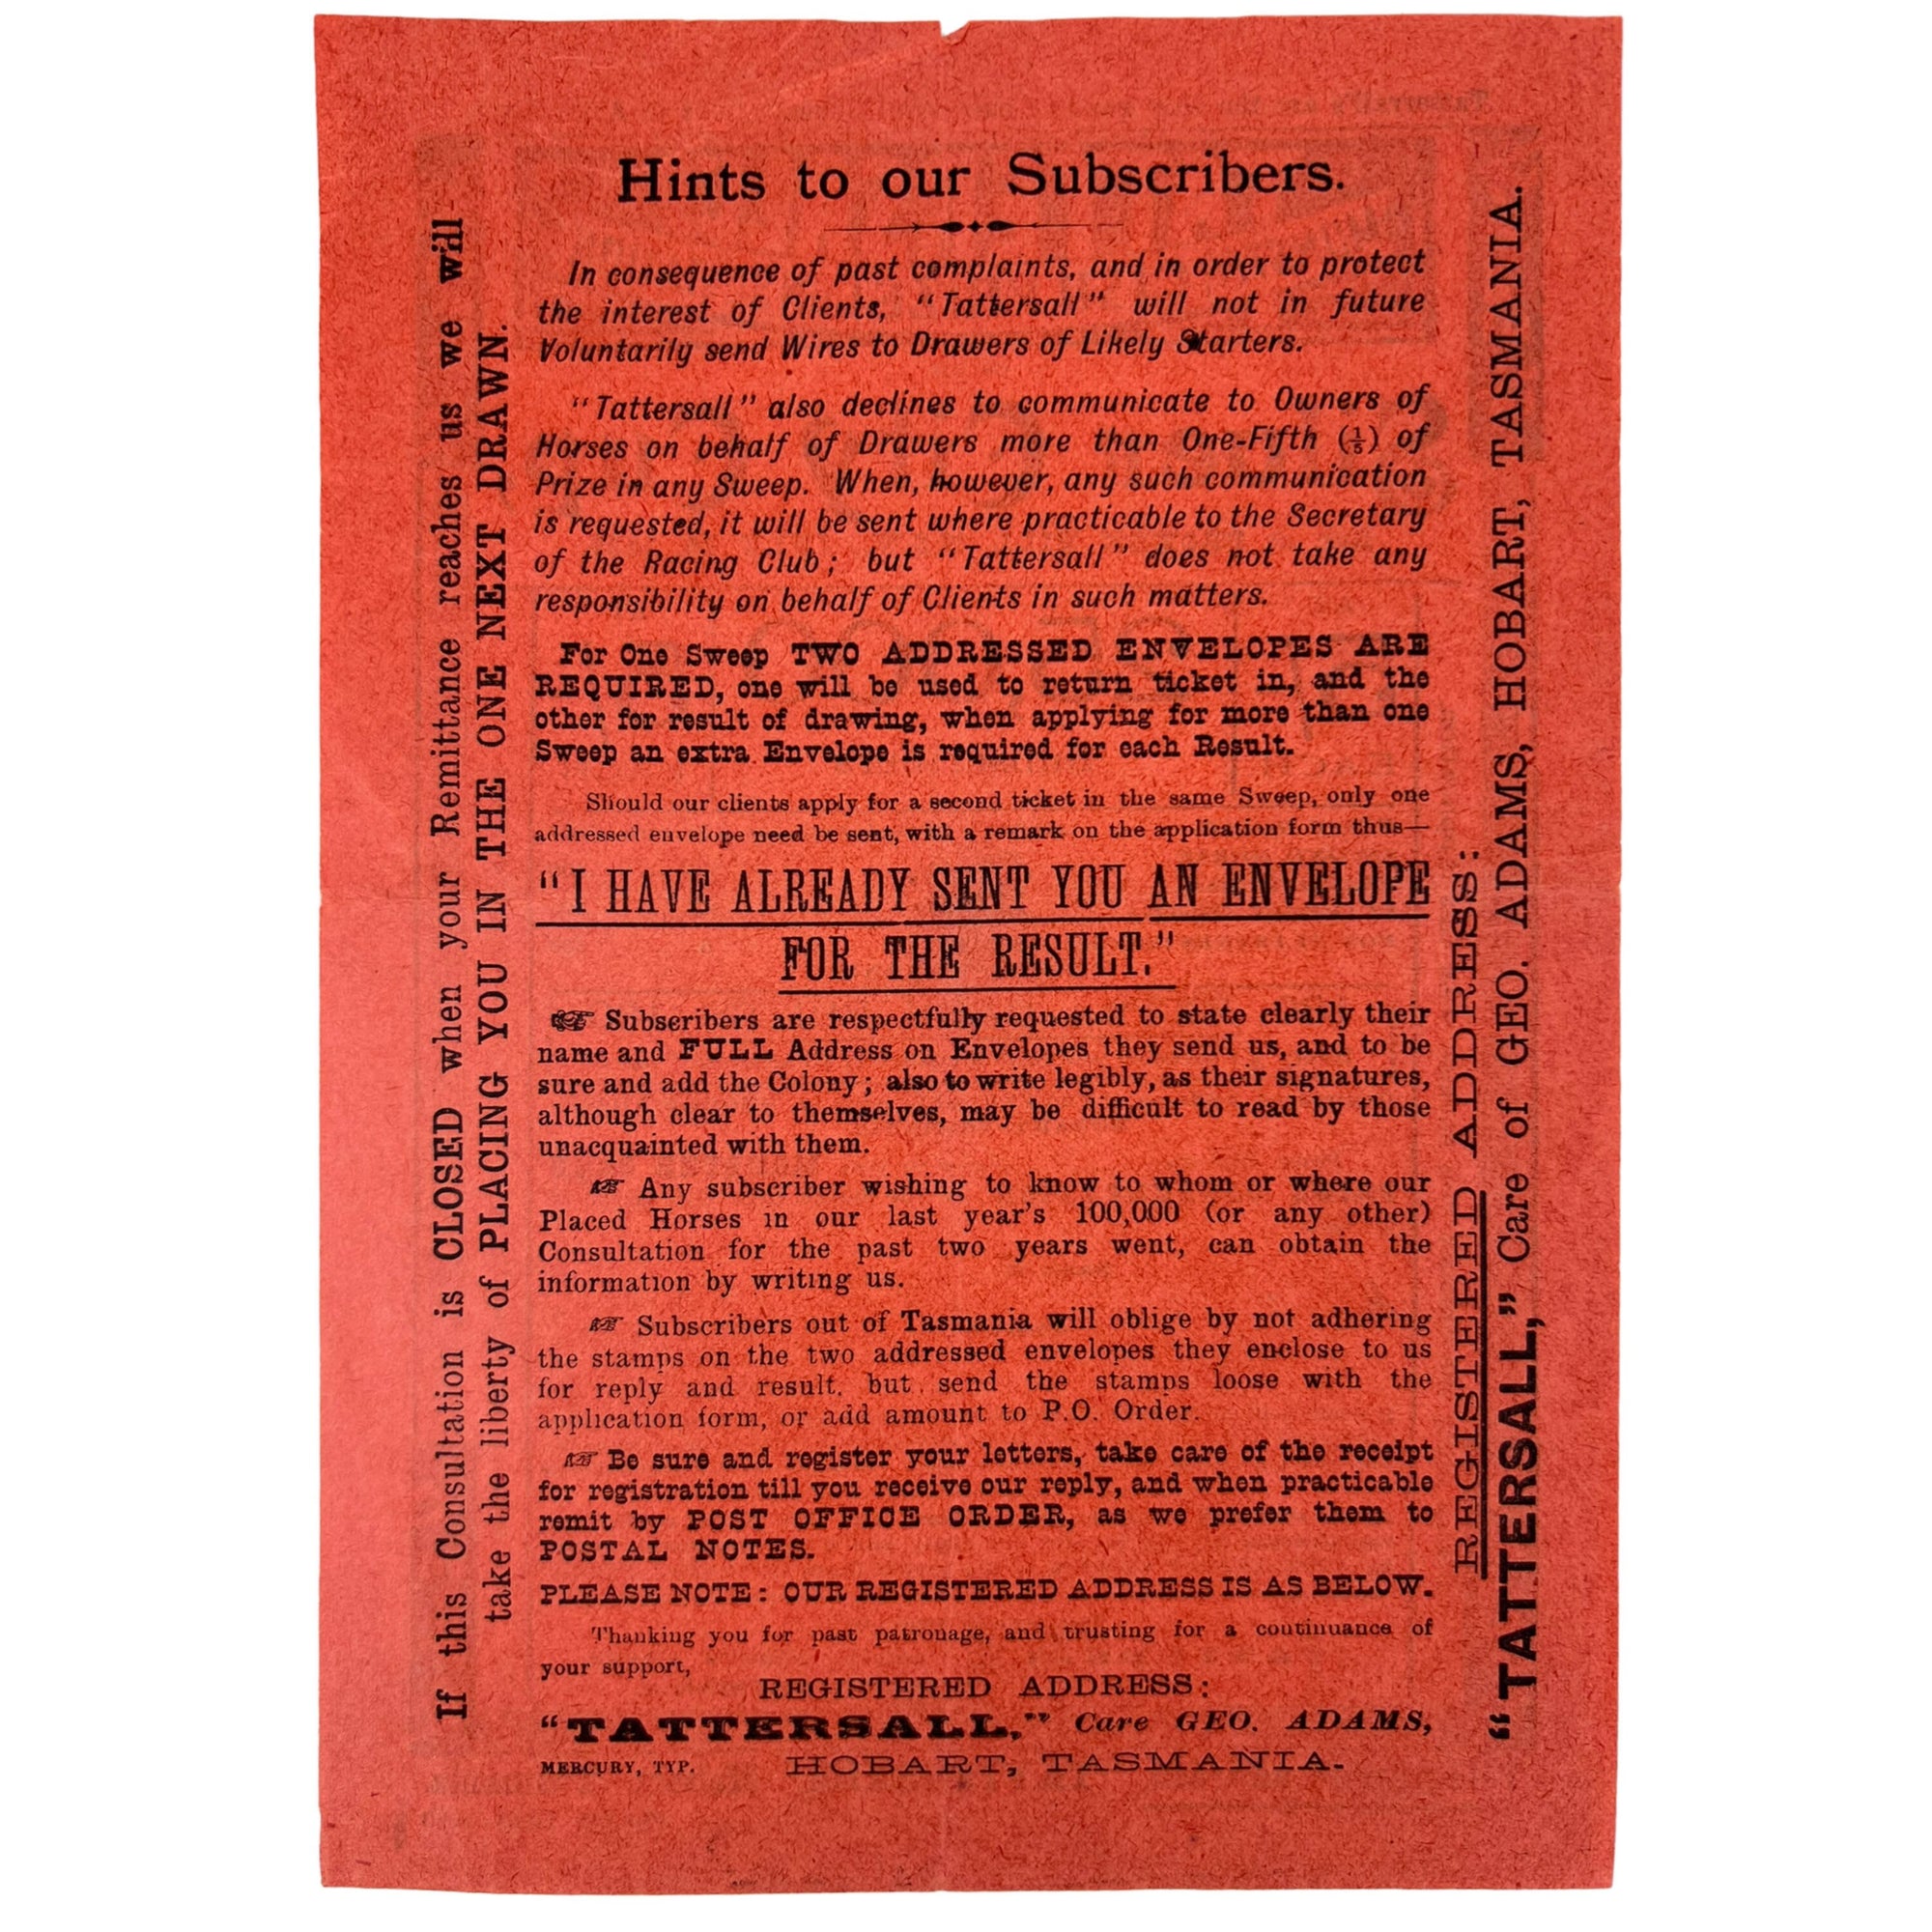 Hints to our Subscribers.
In consequence of past complaints, and in order to protect
the interest of Clients, "Tattersall" will not in future
Voluntarily send Wires to Drawers of Likely Starters.
"Tattersall" also declines to communicate to Owners of
Horses on behalf of Drawers more than One-Fifth (⅕) of
Prize in any Sweep. When, however, any such communication
is requested, it will be sent where practicable to the Secretary
of the Racing Club; but "Tattersall" does not take any
responsibility on behalf of Clients in such matters.
For One Sweep TWO ADDRESSED ENVELOPES ARE
REQUIRED, one will be used to return ticket in, and the
other for result of drawing, when applying for more than one
Sweep an extra Envelope is required for each Result.
Should our clients apply for a second ticket in the same Sweep, only one
addressed envelope need be sent, with a remark on the application form thus—
"I HAVE ALREADY SENT YOU AN ENVELOPE
FOR THE RESULT."
☞ Subscribers are respectfully requested to state clearly their
name and FULL Address on Envelopes they send us, and to be
sure and add the Colony; also to write legibly, as their signatures,
although clear to themselves, may be difficult to read by those
unacquainted with them.
☞ Any subscriber wishing to know to whom or where our
Placed Horses in our last year's 100,000 (or any other)
Consultation for the past two years went, can obtain the
information by writing us.
☞ Subscribers out of Tasmania will oblige by not adhering
the stamps on the two addressed envelopes they enclose to us
for reply and result, but send the stamps loose with the
application form, or add amount to P.O. Order.
☞ Be sure and register your letters, take care of the receipt
for registration till you receive our reply, and when practicable
remit by POST OFFICE ORDER, as we prefer them to
POSTAL NOTES.
PLEASE NOTE: OUR REGISTERED ADDRESS IS AS BELOW.
Thanking you for past patronage, and trusting for a continuance of
your support,
REGISTERED ADDRESS:
"TATTERSALL," Care GEO. ADAMS,
MERCURY, TYP. HOBART, TASMANIA.
If this Consultation is CLOSED when your Remittance reaches us we will
take the liberty of PLACING YOU IN THE ONE NEXT DRAWN.
REGISTERED ADDRESS:
"TATTERSALL," Care of GEO. ADAMS, HOBART, TASMANIA.